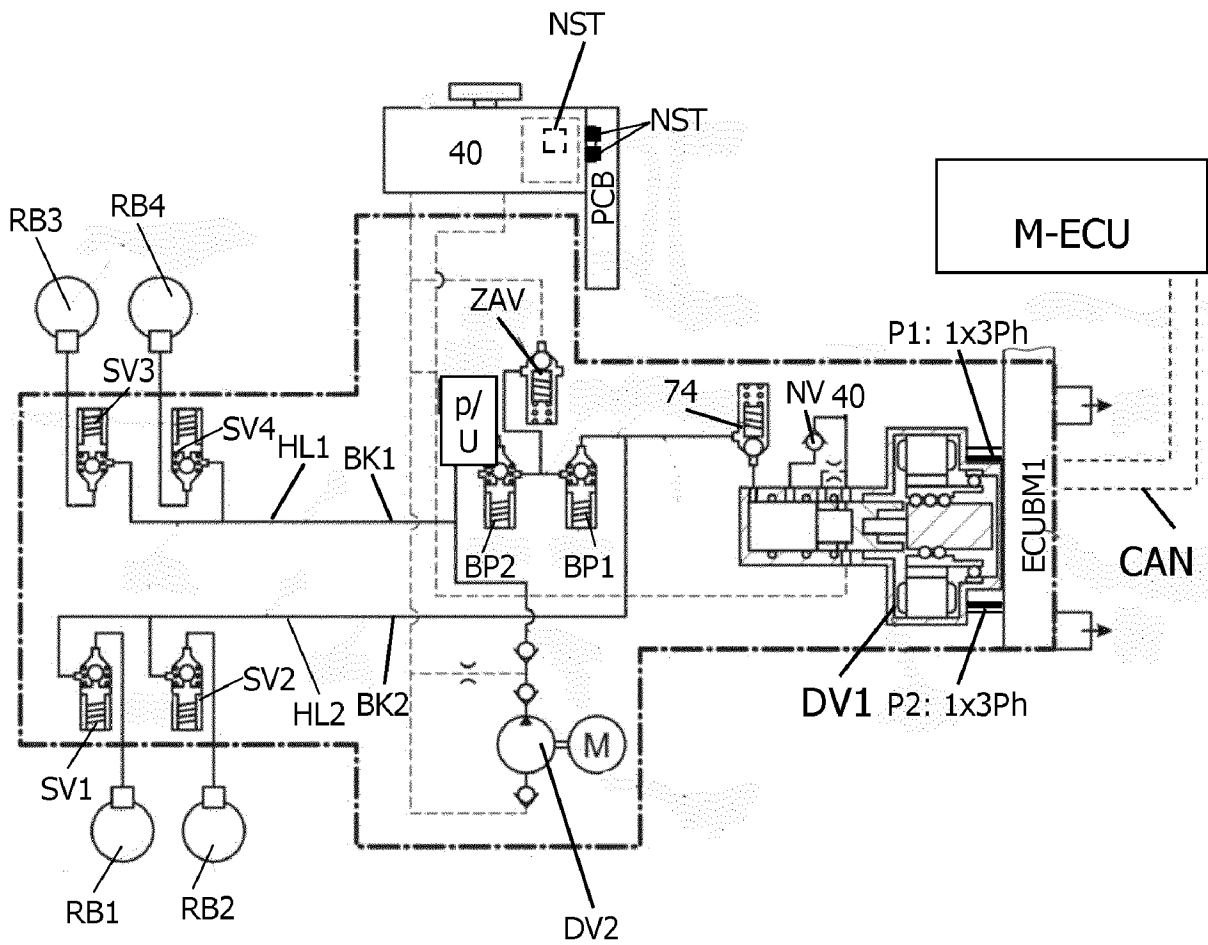 NST
NST
40
PCB
RB3
RB4
M-ECU
ZAV
P1: 1x3Ph
SV3
p/
U
74
NV
40
SV4
HL1
BK1
BP2
BP1
ECUBM1
CAN
SV2
HL2
BK2
DV1
P2: 1x3Ph
SV1
M
RB1
RB2
DV2